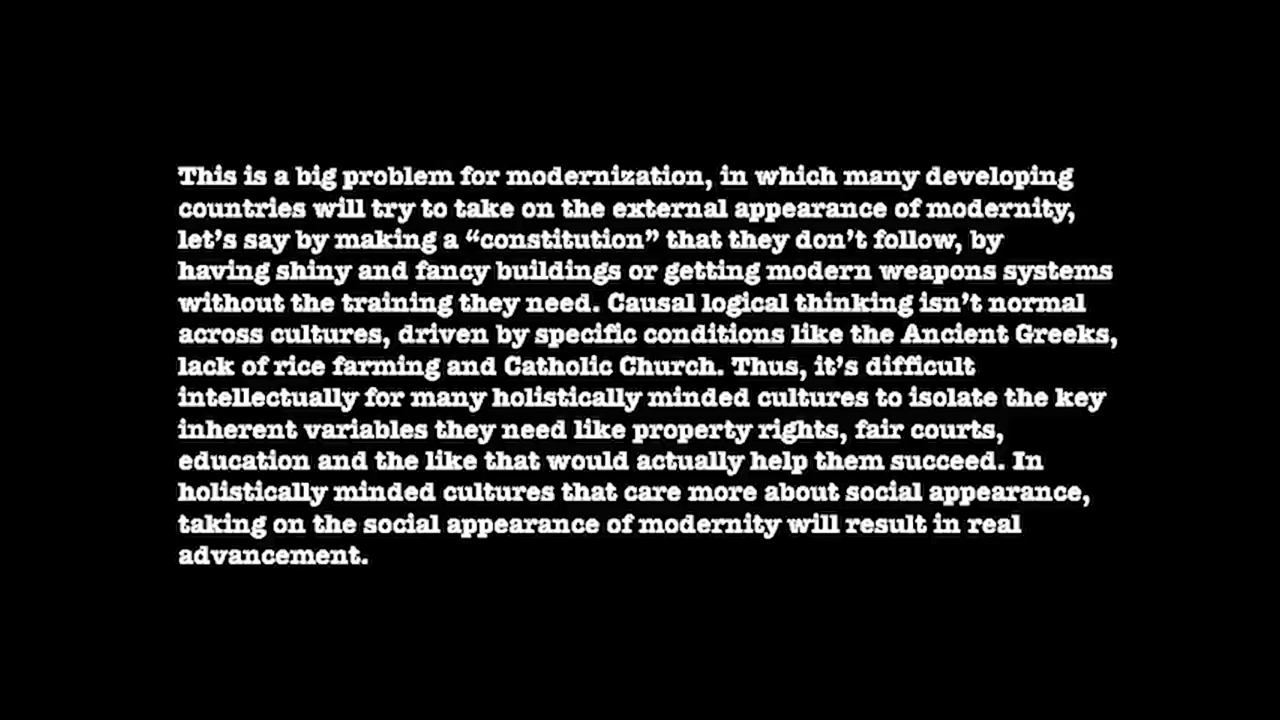 This is a big problem for modernization, in which many developing
countries will try to take on the external appearance of modernity,
let's say by making a “constitution” that they don't follow, by
having shiny and fancy buildings or getting modern weapons systems
without the training they need. Causal logical thinking isn't normal
across cultures, driven by specific conditions like the Ancient Greeks,
lack of rice farming and Catholic Church. Thus, it's difficult
intellectually for many holistically minded cultures to isolate the key
inherent variables they need like property rights, fair courts,
education and the like that would actually help them succeed. In
holistically minded cultures that care more about social appearance,
taking on the social appearance of modernity will result in real
advancement.